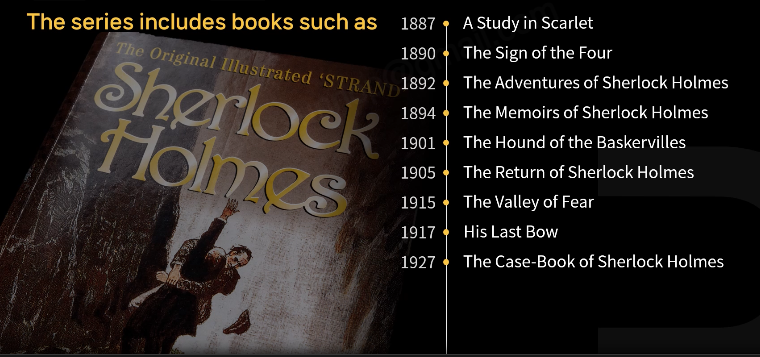 The series includes books such as
The Original Illustrated 'STRAND
Sherlock
Holmes
1887 A Study in Scarlet
1890 The Sign of the Four
1892 The Adventures of Sherlock Holmes
1894 The Memoirs of Sherlock Holmes
1901 The Hound of the Baskervilles
1905 The Return of Sherlock Holmes
1915 The Valley of Fear
1917 His Last Bow
1927 The Case-Book of Sherlock Holmes